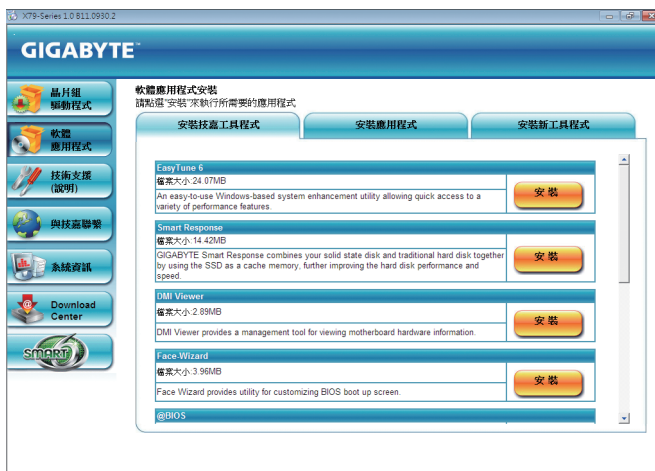 X79-Series 1.0 B11.0930.2
GIGABYTE™
晶片組
驅動程式
軟體
應用程式
技術支援
(說明)
與技嘉聯繫
系統資訊
Download
Center
SMART6
軟體應用程式安裝
請點選"安裝"來執行所需要的應用程式
安裝技嘉工具程式
安裝應用程式
安裝新工具程式
EasyTune 6
檔案大小:24.07MB
An easy-to-use Windows-based system enhancement utility allowing quick access to a
variety of performance features.
安裝
Smart Response
檔案大小:14.42MB
GIGABYTE Smart Response combines your solid state disk and traditional hard disk together
by using the SSD as a cache memory, further improving the hard disk performance and
speed.
安裝
DMI Viewer
檔案大小:2.89MB
DMI Viewer provides a management tool for viewing motherboard hardware information.
安裝
Face-Wizard
檔案大小:3.96MB
Face Wizard provides utility for customizing BIOS boot up screen.
安裝
@BIOS